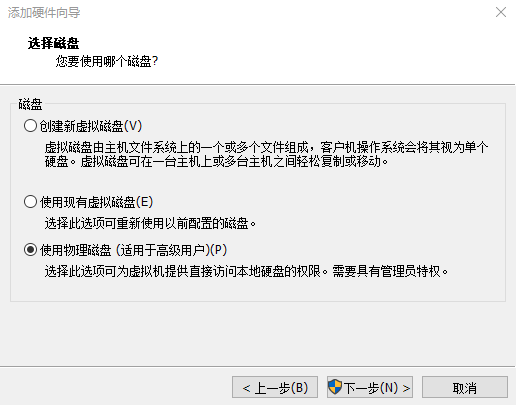 添加硬件向导
选择磁盘
您要使用哪个磁盘?
磁盘
创建新虚拟磁盘(V)
虚拟磁盘由主机文件系统上的一个或多个文件组成，客户机操作系统会将其视为单个
硬盘。虚拟磁盘可在一台主机上或多台主机之间轻松复制或移动。
使用现有虚拟磁盘(E)
选择此选项可重新使用以前配置的磁盘。
使用物理磁盘 (适用于高级用户)(P)
选择此选项可为虚拟机提供直接访问本地硬盘的权限。需要具有管理员特权。
< 上一步(B)
下一步(N) >
取消